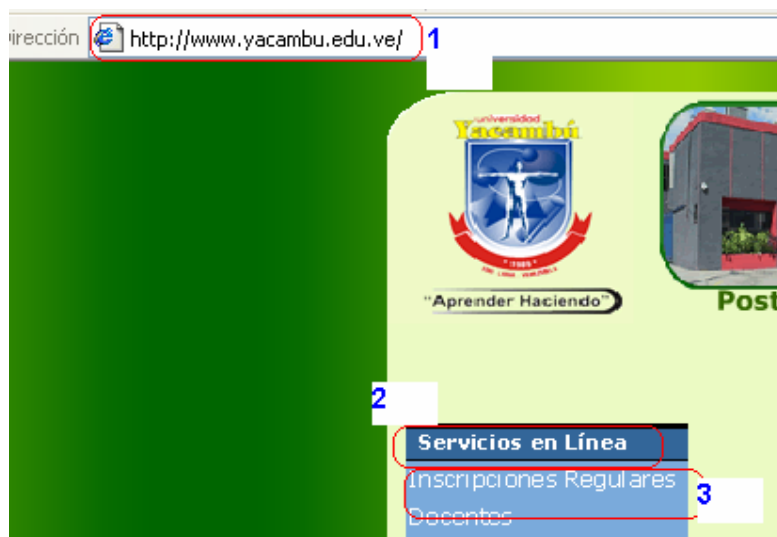 Dirección http://www.yacambu.edu.ve/ 1
universidad
Yacambú
"Aprender Haciendo"
Post
2
Servicios en Línea
Inscripciones Regulares
3
Docentes